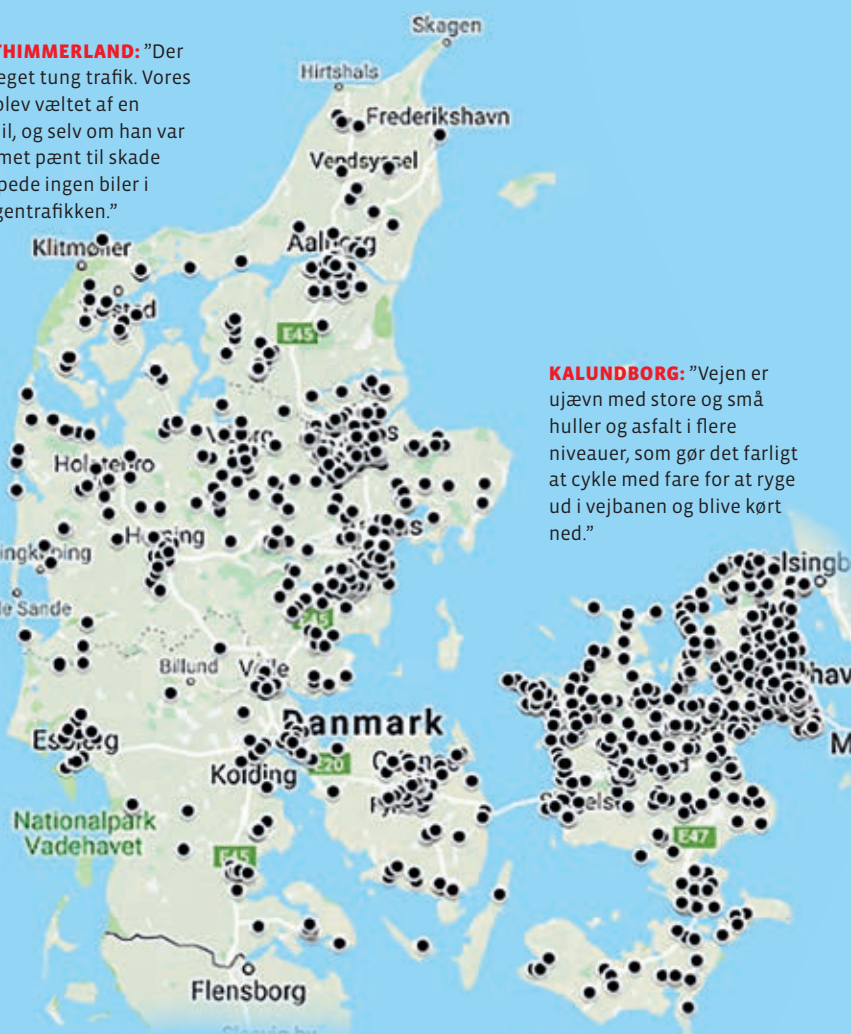 THIMMERLAND: ”Der
eget tung trafik. Vores
blev væltet af en
il, og selv om han var
met pænt til skade
pede ingen biler i
gentrafikken.”
Skagen
Hirtshals
Frederikshavn
Vendsyssel
Klitmøller
Aalborg
E45
KALUNDBORG: ”Vejen er
ujævn med store og små
huller og asfalt i flere
niveauer, som gør det farligt
at cykle med fare for at ryge
ud i vejbanen og blive kørt
ned.”
Holstebro
Herning
E45
Billund
Vejle
Danmark
Esbjerg
Kolding
E20
Nationalpark
Vadehavet
E45
E47
Flensborg